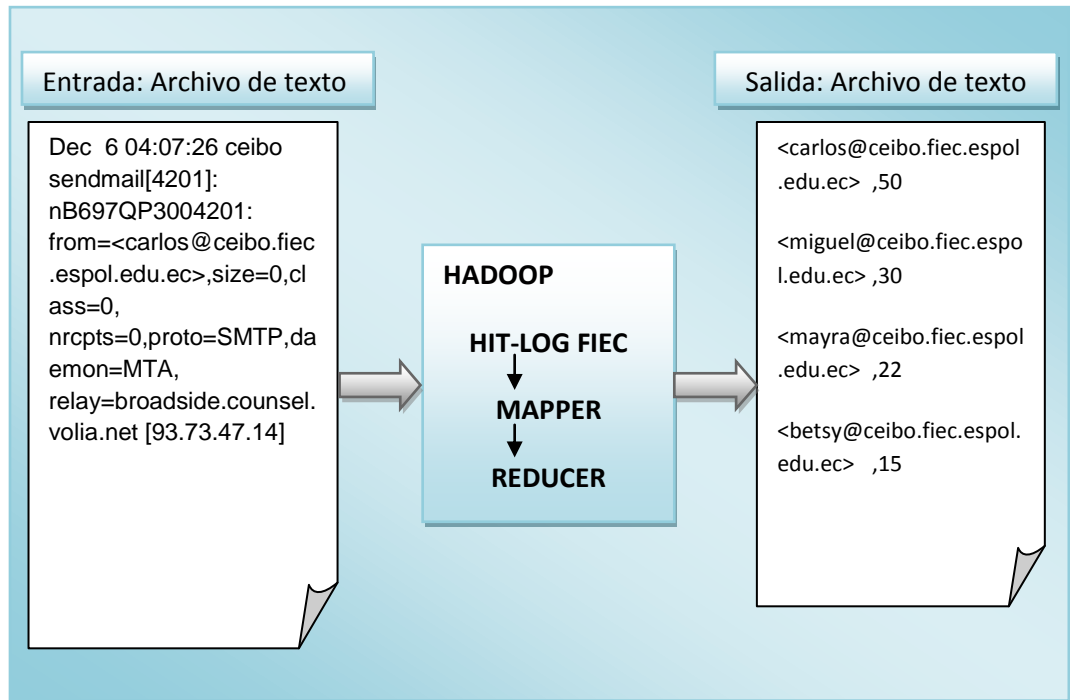 Entrada: Archivo de texto
Dec  6 04:07:26 ceibo
sendmail[4201]:
nB697QP3004201:
from=<carlos@ceibo.fiec
.espol.edu.ec>,size=0,cl
ass=0,
nrcpts=0,proto=SMTP,da
emon=MTA,
relay=broadside.counsel.
volia.net [93.73.47.14]
HADOOP
HIT-LOG FIEC
MAPPER
REDUCER
Salida: Archivo de texto
<carlos@ceibo.fiec.espol
.edu.ec>  ,50
<miguel@ceibo.fiec.espo
l.edu.ec> ,30
<mayra@ceibo.fiec.espol
.edu.ec>  ,22
<betsy@ceibo.fiec.espol.
edu.ec>   ,15